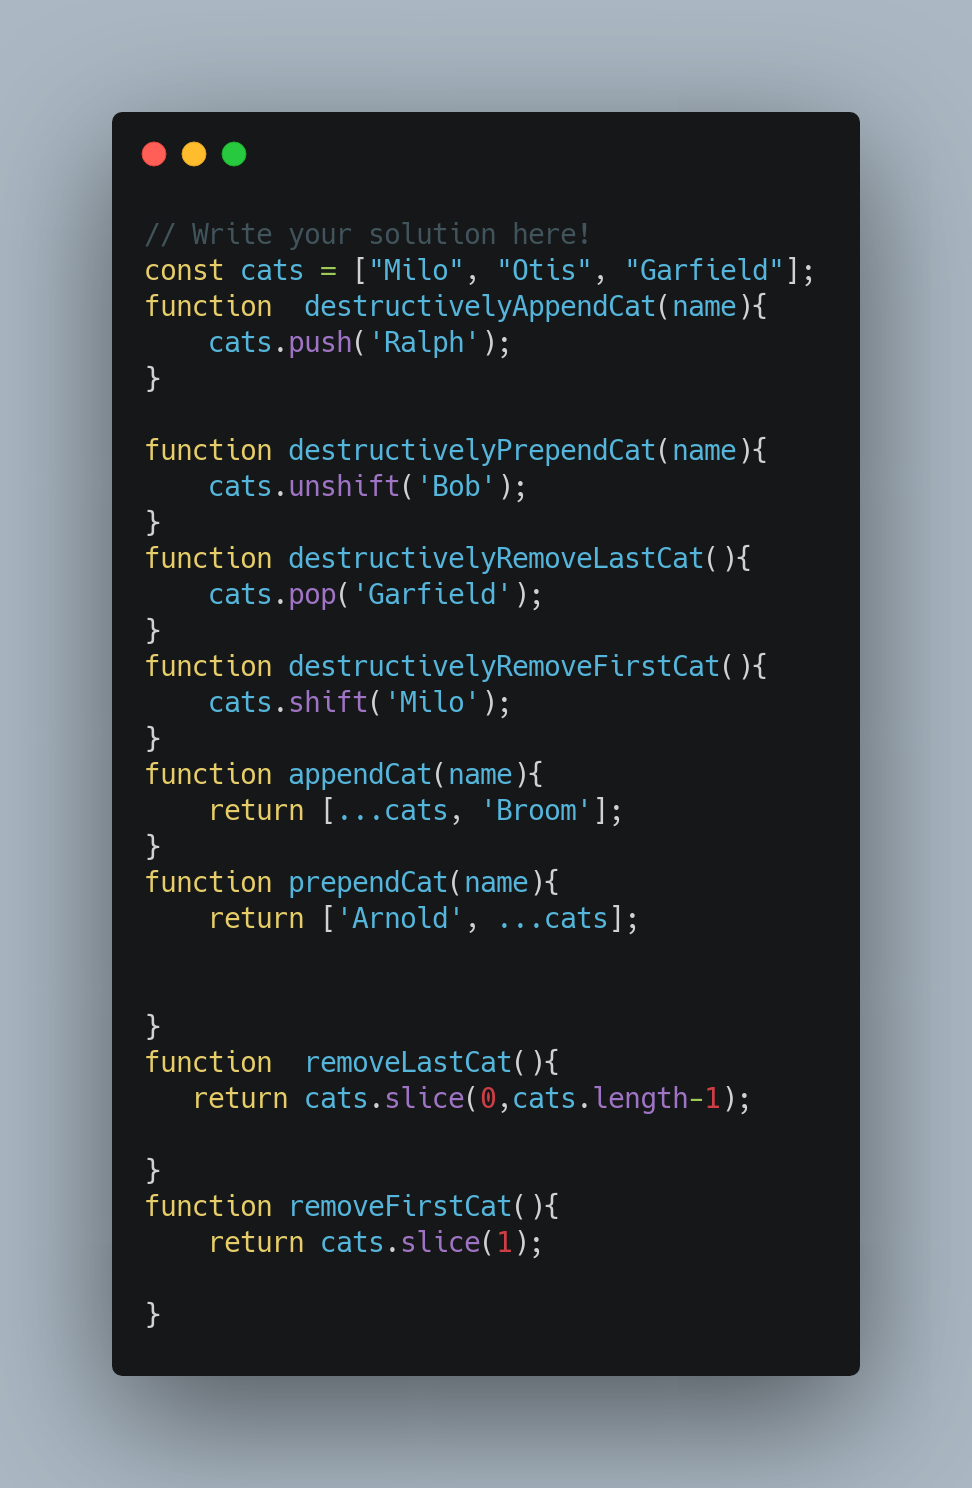 // Write your solution here!
const cats = ["Milo", "Otis", "Garfield"];
function  destructivelyAppendCat(name){
    cats.push('Ralph');
}

function destructivelyPrependCat(name){
    cats.unshift('Bob');
}
function destructivelyRemoveLastCat(){
    cats.pop('Garfield');
}
function destructivelyRemoveFirstCat(){
    cats.shift('Milo');
}
function appendCat(name){
    return [...cats, 'Broom'];
}
function prependCat(name){
    return ['Arnold', ...cats];


}
function  removeLastCat(){
   return cats.slice(0,cats.length-1);

}
function removeFirstCat(){
    return cats.slice(1);

}